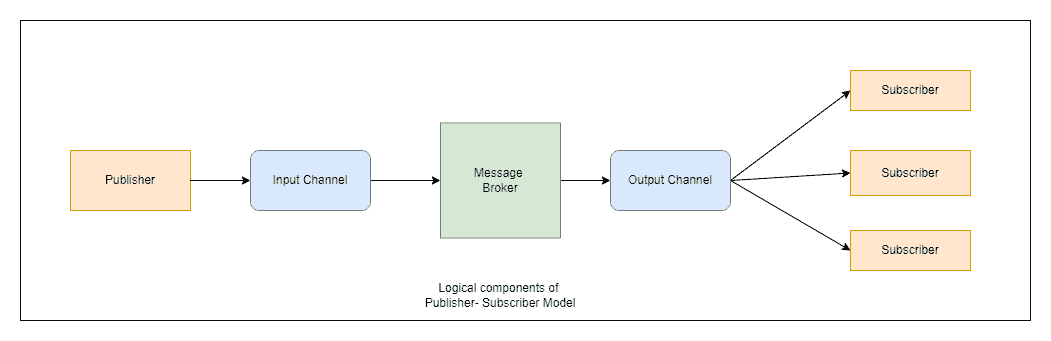 Subscriber
Publisher
Input Channel
Message
Broker
Output Channel
Subscriber
Subscriber
Logical components of
Publisher- Subscriber Model